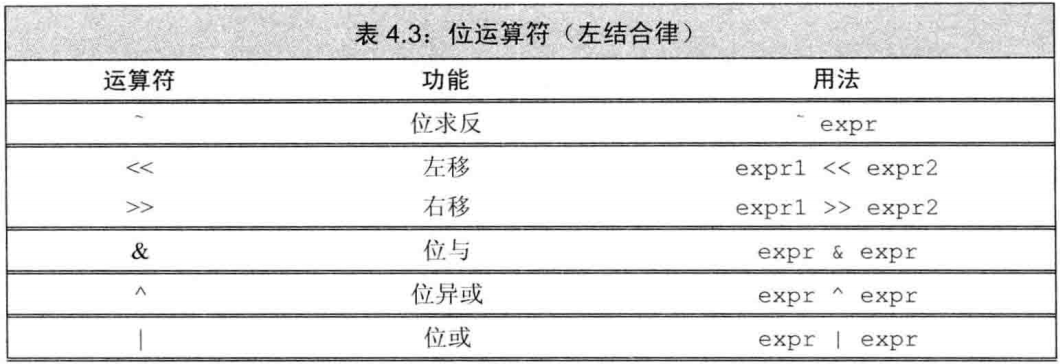 表 4.3：位运算符（左结合律）
运算符 功能 用法
~ 位求反 ~ expr
<< 左移 expr1 << expr2
>> 右移 expr1 >> expr2
& 位与 expr & expr
^ 位异或 expr ^ expr
| 位或 expr | expr